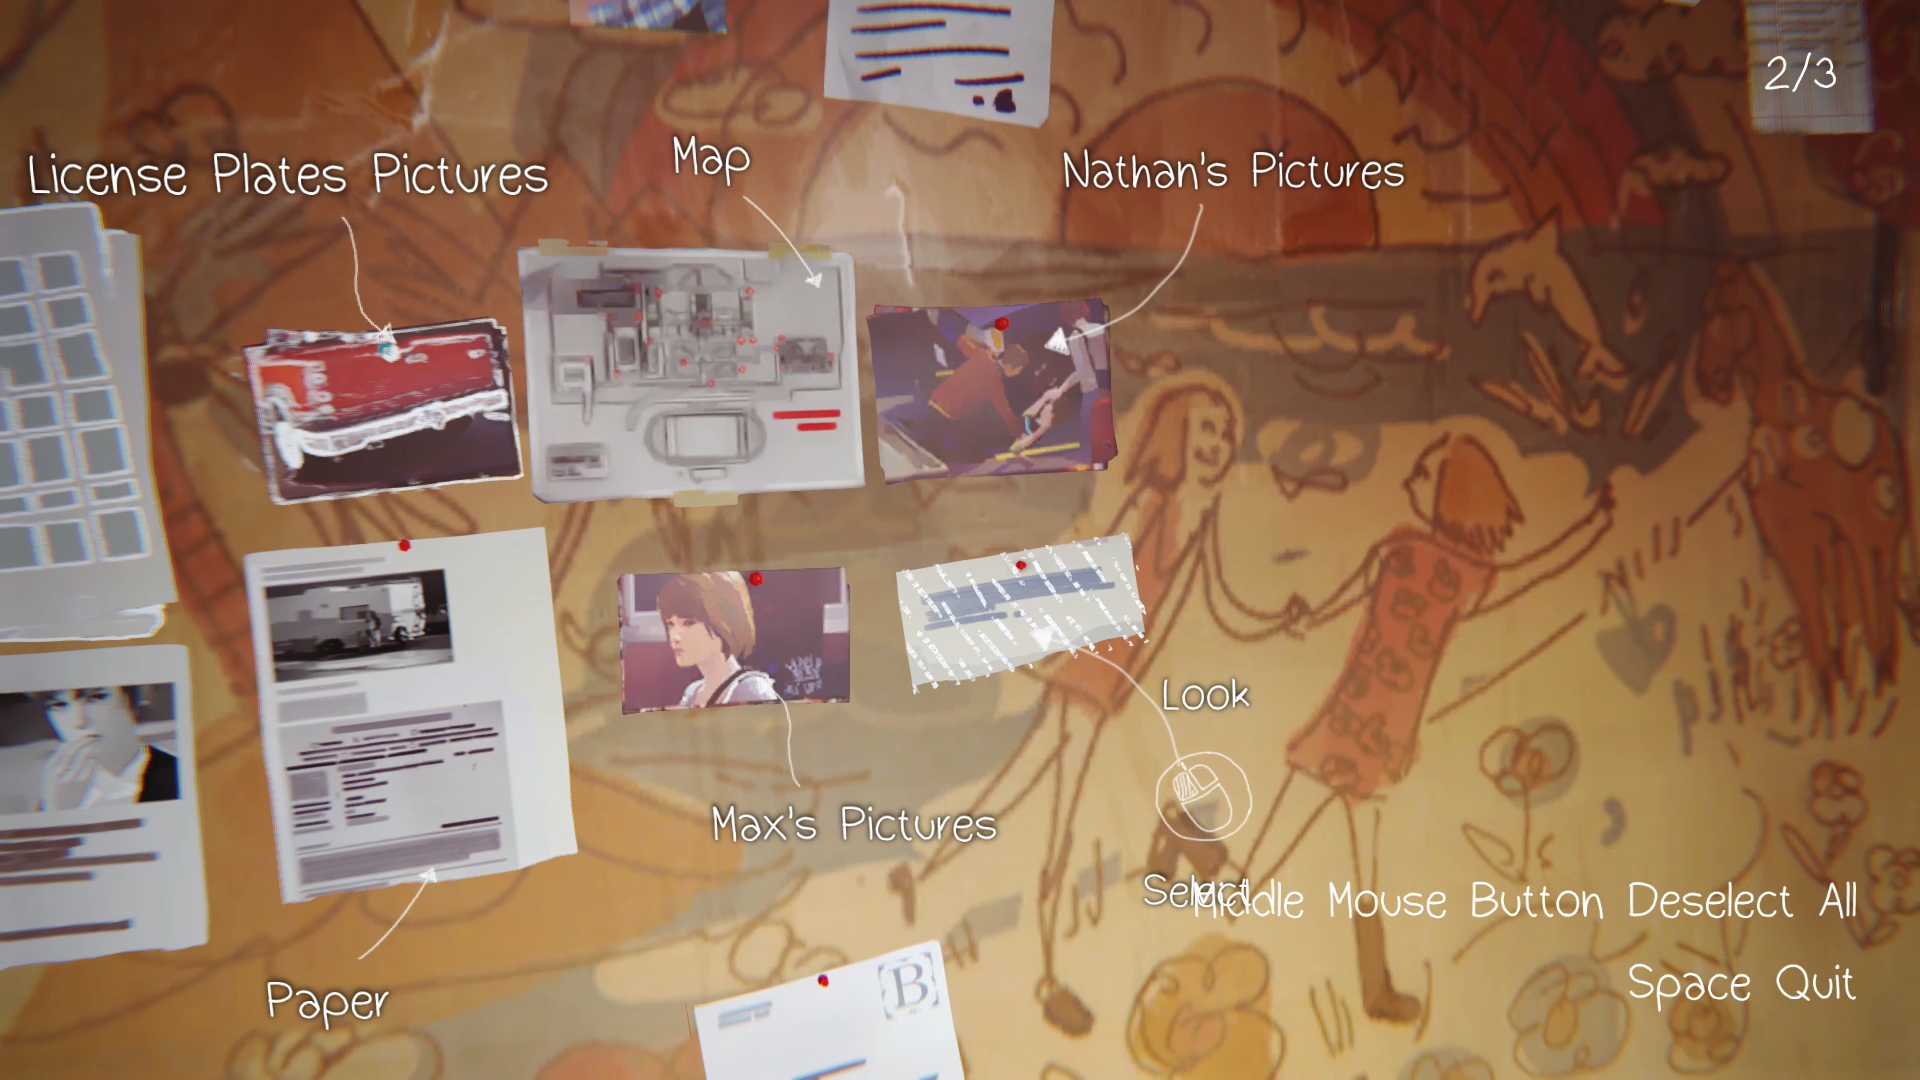 2/3
License Plates Pictures
Map
Nathan's Pictures
Look
Max's Pictures
Select
Middle Mouse Button Deselect All
Space Quit
Paper
B